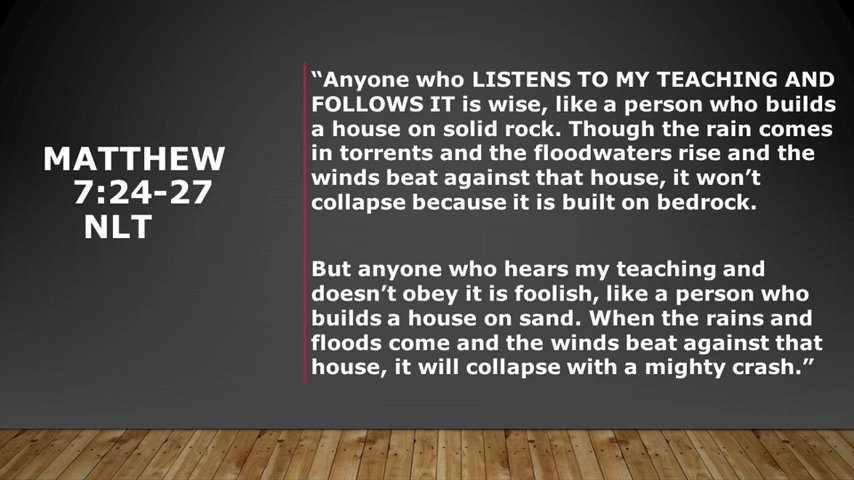 MATTHEW
7:24-27
NLT
“Anyone who LISTENS TO MY TEACHING AND
FOLLOWS IT is wise, like a person who builds
a house on solid rock. Though the rain comes
in torrents and the floodwaters rise and the
winds beat against that house, it won’t
collapse because it is built on bedrock.
But anyone who hears my teaching and
doesn’t obey it is foolish, like a person who
builds a house on sand. When the rains and
floods come and the winds beat against that
house, it will collapse with a mighty crash.”